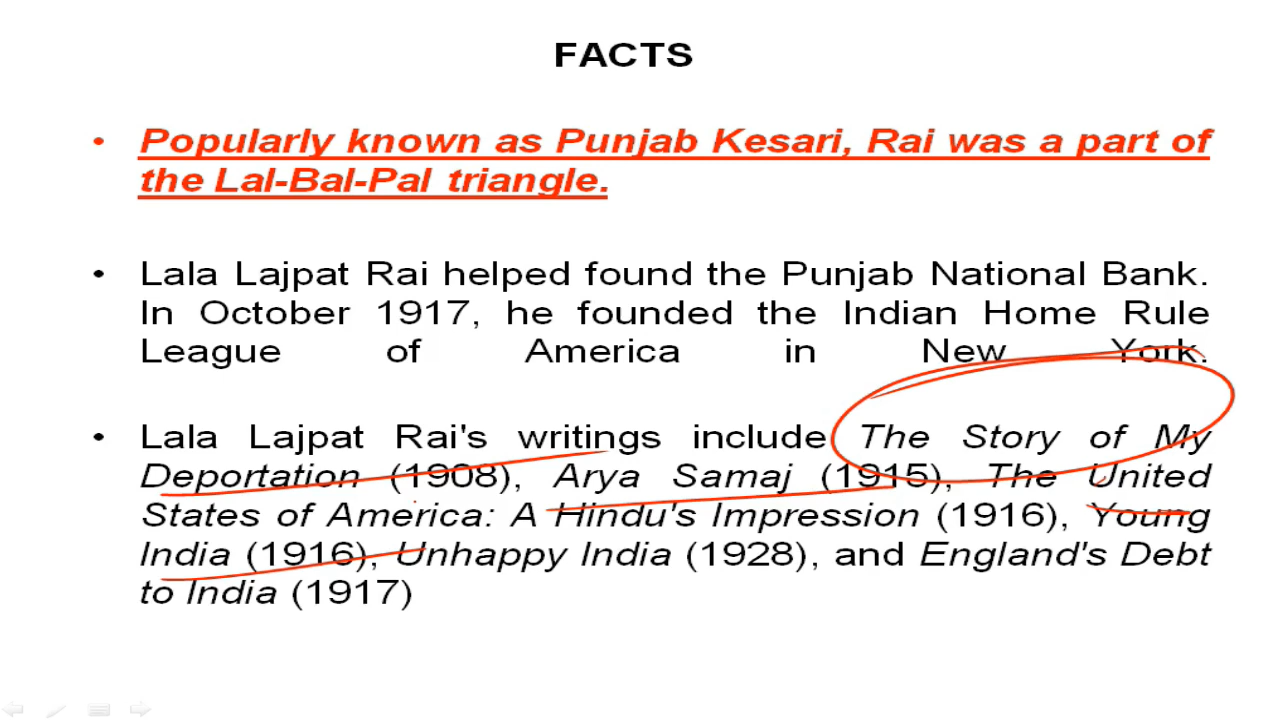 FACTS
• Popularly known as Punjab Kesari, Rai was a part of
the Lal-Bal-Pal triangle.
• Lala Lajpat Rai helped found the Punjab National Bank.
In October 1917, he founded the Indian Home Rule
League of America in New York.
• Lala Lajpat Rai's writings include The Story of My
Deportation (1908), Arya Samaj (1915), The United
States of America: A Hindu's Impression (1916), Young
India (1916), Unhappy India (1928), and England's Debt
to India (1917)